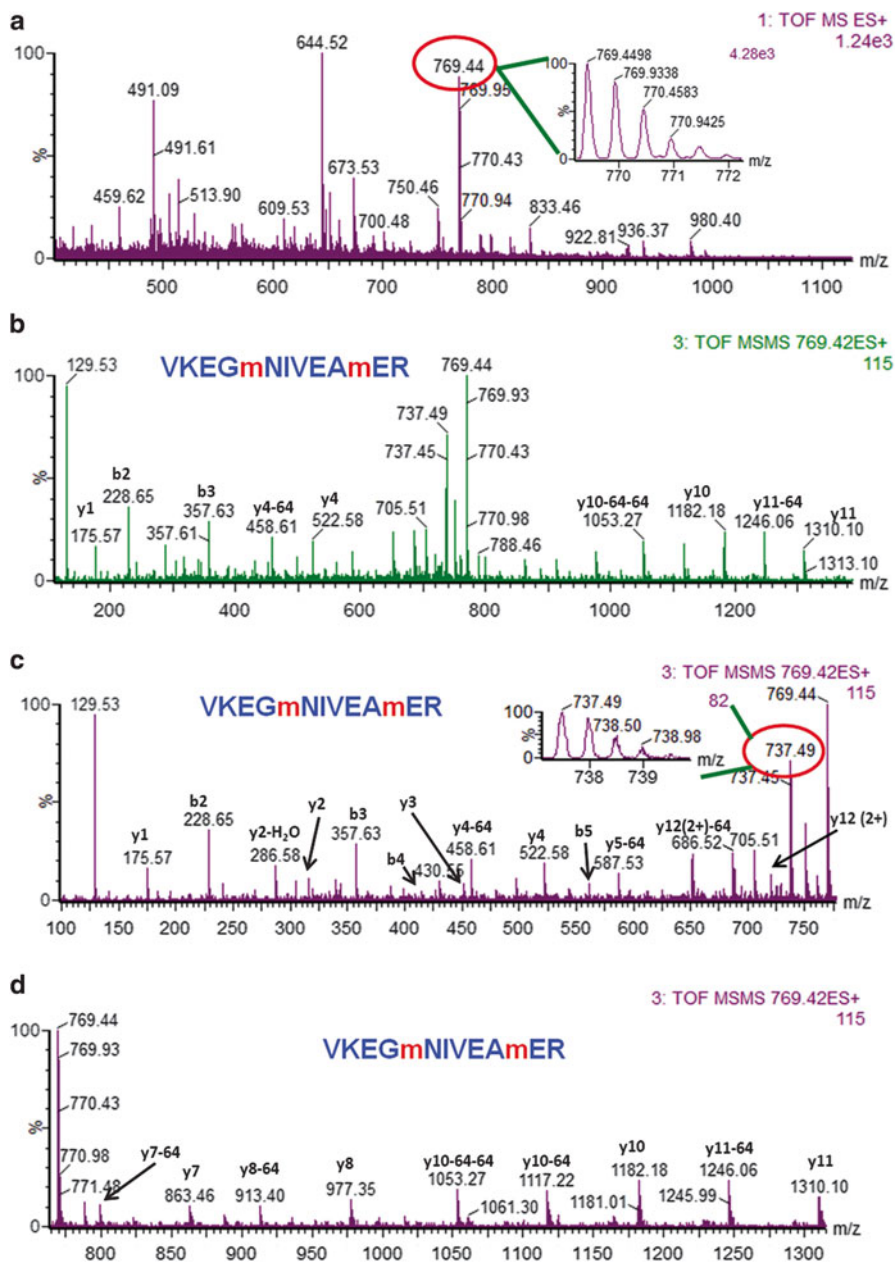 a
1: TOF MS ES+
1.24e3
100
%
0
491.09
491.61
459.62
513.90
609.53
644.52
673.53
700.48
750.46
769.44
769.95
770.43
770.94
833.46
922.81
936.37
980.40
4.28e3
100
%
0
769.4498
769.9338
770.4583
770.9425
770 771 772
m/z
500 600 700 800 900 1000 1100
m/z
b
3: TOF MSMS 769.42ES+
115
VKEGmNIVEAmER
100
%
0
129.53
y1
175.57
b2
228.65
357.61
b3
357.63
y4-64
458.61
y4
522.58
705.51
737.49
737.45
769.44
769.93
770.43
770.98
788.46
y10-64-64
1053.27
y10
1182.18
y11-64
1246.06
y11
1310.10
1313.10
200 400 600 800 1000 1200
m/z
c
3: TOF MSMS 769.42ES+
115
VKEGmNIVEAmER
100
%
0
129.53
y1
175.57
b2
228.65
y2-H₂O
286.58
y2
b3
357.63
b4
430.55
y3
y4-64
458.61
y4
522.58
b5
y5-64
587.53
y12(2+)-64
686.52
705.51
y12 (2+)
737.49
737.45
769.44
82
100
%
0
737.49
738.50
738.98
738 739
m/z
100 150 200 250 300 350 400 450 500 550 600 650 700 750
m/z
d
3: TOF MSMS 769.42ES+
115
VKEGmNIVEAmER
100
%
0
769.44
769.93
770.43
770.98
771.48
y7-64
y7
863.46
y8-64
913.40
y8
977.35
y10-64-64
1053.27
1061.30
y10-64
1117.22
y10
1182.18
1181.01
y11-64
1246.06
1245.99
y11
1310.10
800 850 900 950 1000 1050 1100 1150 1200 1250 1300
m/z